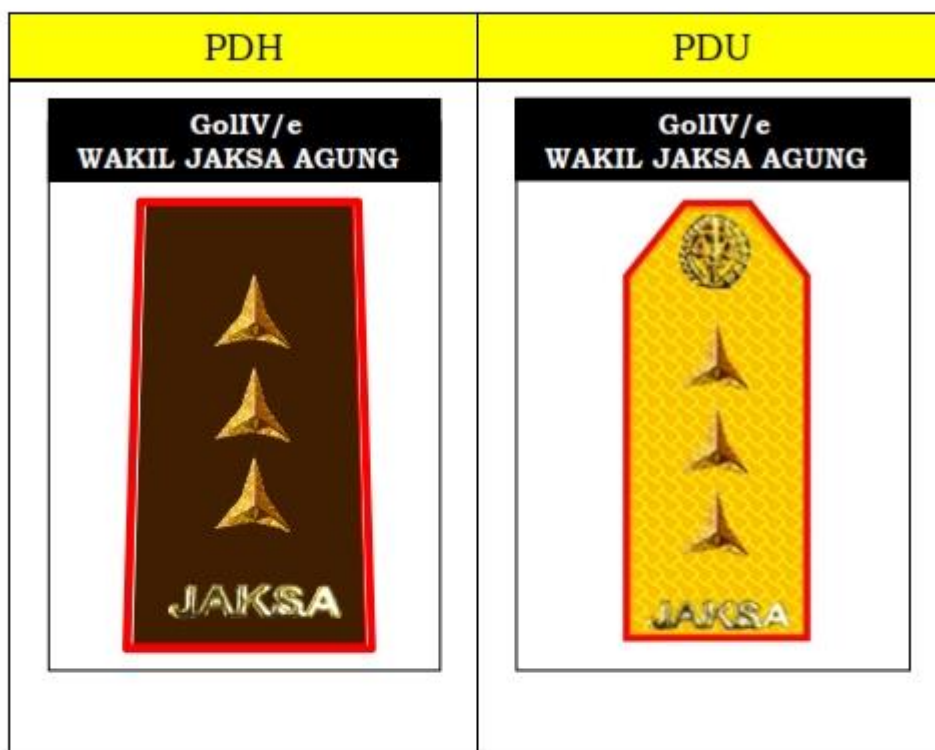 PDH
PDU
GolIV/e
WAKIL JAKSA AGUNG
JAKSA
GolIV/e
WAKIL JAKSA AGUNG
JAKSA